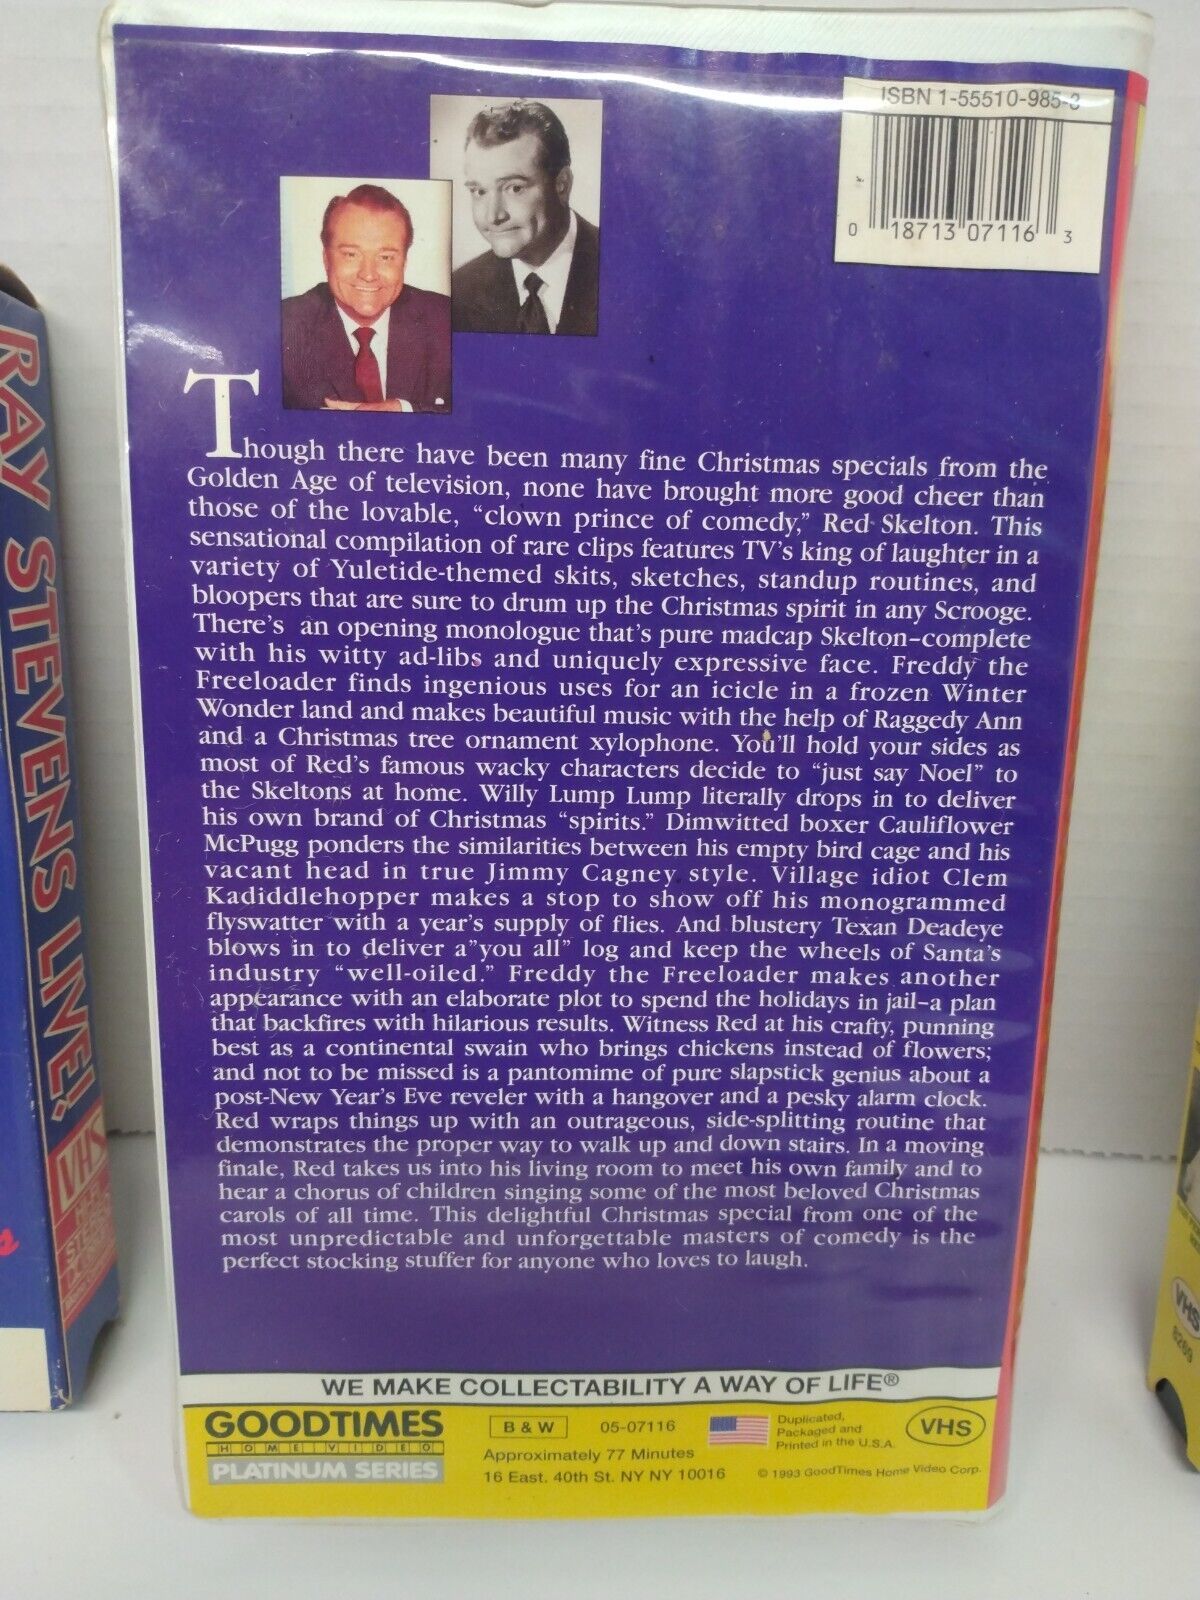 ISBN 1-55510-985-3
0 18713 07116 3
Though there have been many fine Christmas specials from the
Golden Age of television, none have brought more good cheer than
those of the lovable, “clown prince of comedy,” Red Skelton. This
sensational compilation of rare clips features TV’s king of laughter in a
variety of Yuletide-themed skits, sketches, standup routines, and
bloopers that are sure to drum up the Christmas spirit in any Scrooge.
There’s an opening monologue that’s pure madcap Skelton–complete
with his witty ad-libs and uniquely expressive face. Freddy the
Freeloader finds ingenious uses for an icicle in a frozen Winter
Wonder land and makes beautiful music with the help of Raggedy Ann
and a Christmas tree ornament xylophone. You’ll hold your sides as
most of Red’s famous wacky characters decide to “just say Noel” to
the Skeltons at home. Willy Lump Lump literally drops in to deliver
his own brand of Christmas “spirits.” Dimwitted boxer Cauliflower
McPugg ponders the similarities between his empty bird cage and his
vacant head in true Jimmy Cagney style. Village idiot Clem
Kadiddlehopper makes a stop to show off his monogrammed
flyswatter with a year’s supply of flies. And blustery Texan Deadeye
blows in to deliver a”you all” log and keep the wheels of Santa’s
industry “well-oiled.” Freddy the Freeloader makes another
appearance with an elaborate plot to spend the holidays in jail–a plan
that backfires with hilarious results. Witness Red at his crafty, punning
best as a continental swain who brings chickens instead of flowers;
and not to be missed is a pantomime of pure slapstick genius about a
post-New Year’s Eve reveler with a hangover and a pesky alarm clock.
Red wraps things up with an outrageous, side-splitting routine that
demonstrates the proper way to walk up and down stairs. In a moving
finale, Red takes us into his living room to meet his own family and to
hear a chorus of children singing some of the most beloved Christmas
carols of all time. This delightful Christmas special from one of the
most unpredictable and unforgettable masters of comedy is the
perfect stocking stuffer for anyone who loves to laugh.
WE MAKE COLLECTABILITY A WAY OF LIFE®
GOODTIMES
HOME VIDEO
PLATINUM SERIES
B & W 05-07116
Approximately 77 Minutes
16 East. 40th St. NY NY 10016
Duplicated,
Packaged and
Printed in the U.S.A.
VHS
© 1993 GoodTimes Home Video Corp.
RAY STEVENS LIVE!
VHS
HI-FI
STEREO
VHS
8269